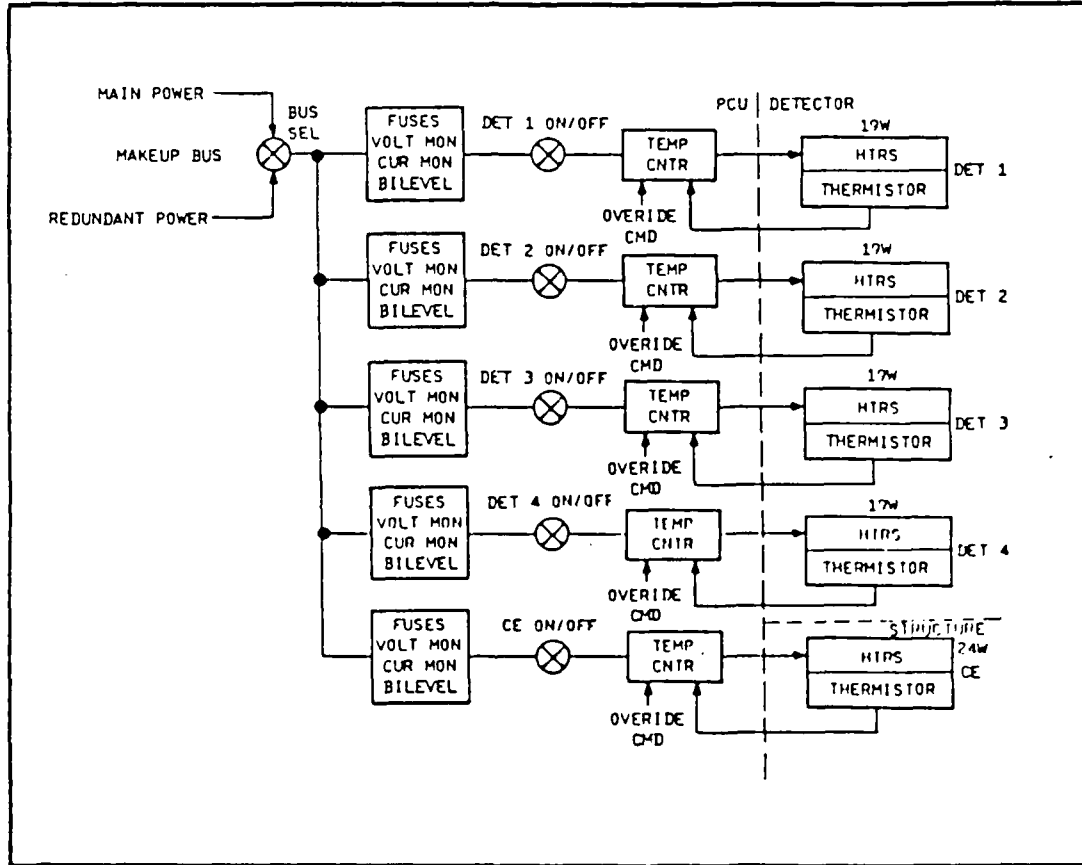 MAIN POWER
BUS
SEL
MAKEUP BUS
REDUNDANT POWER
PCU
DETECTOR
FUSES
VOLT MON
CUR MON
BILEVEL
DET 1 ON/OFF
TEMP
CNTR
OVERIDE
CMD
19W
HTRS
THERMISTOR
DET 1
FUSES
VOLT MON
CUR MON
BILEVEL
DET 2 ON/OFF
TEMP
CNTR
OVERIDE
CMD
19W
HTRS
THERMISTOR
DET 2
FUSES
VOLT MON
CUR MON
BILEVEL
DET 3 ON/OFF
TEMP
CNTR
OVERIDE
CMD
19W
HTRS
THERMISTOR
DET 3
FUSES
VOLT MON
CUR MON
BILEVEL
DET 4 ON/OFF
TEMP
CNTR
OVERIDE
CMD
19W
HTRS
THERMISTOR
DET 4
FUSES
VOLT MON
CUR MON
BILEVEL
CE ON/OFF
TEMP
CNTR
OVERIDE
CMD
STRUCTURE
24W
HTRS
THERMISTOR
CE